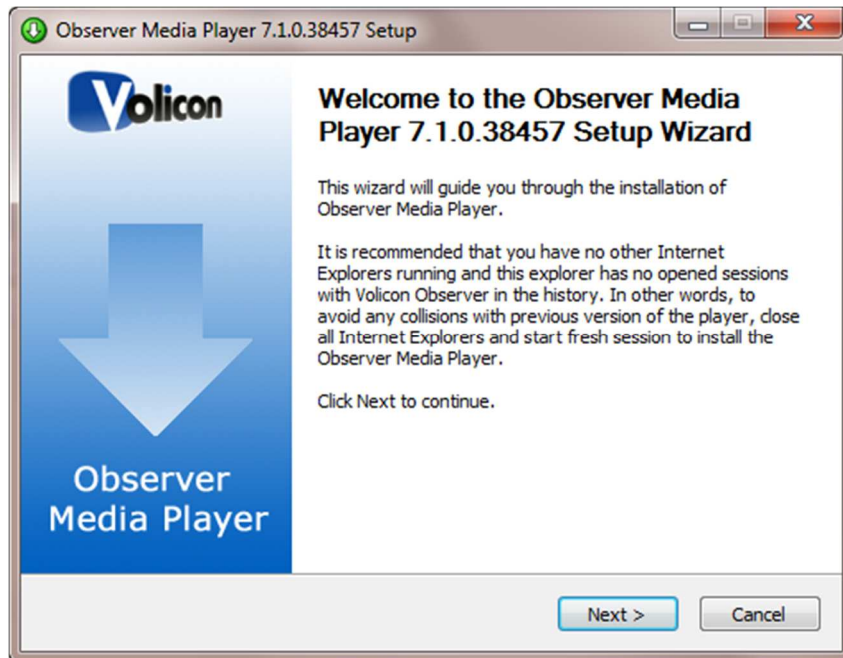 Observer Media Player 7.1.0.38457 Setup
Volicon
Welcome to the Observer Media
Player 7.1.0.38457 Setup Wizard
This wizard will guide you through the installation of
Observer Media Player.
It is recommended that you have no other Internet
Explorers running and this explorer has no opened sessions
with Volicon Observer in the history. In other words, to
avoid any collisions with previous version of the player, close
all Internet Explorers and start fresh session to install the
Observer Media Player.
Click Next to continue.
Observer
Media Player
Next >
Cancel